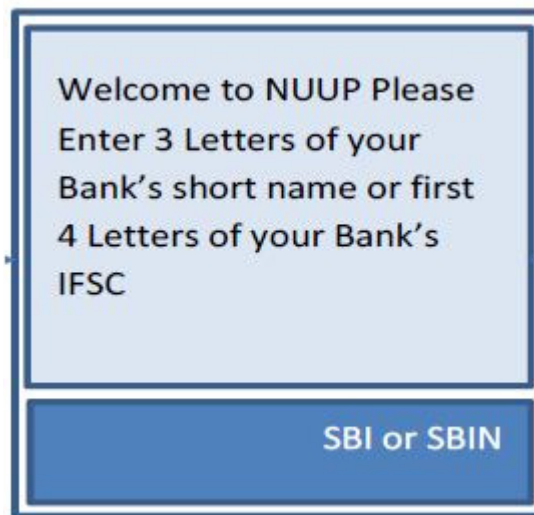 Welcome to NUUP Please
Enter 3 Letters of your
Bank’s short name or first
4 Letters of your Bank’s
IFSC
SBI or SBIN